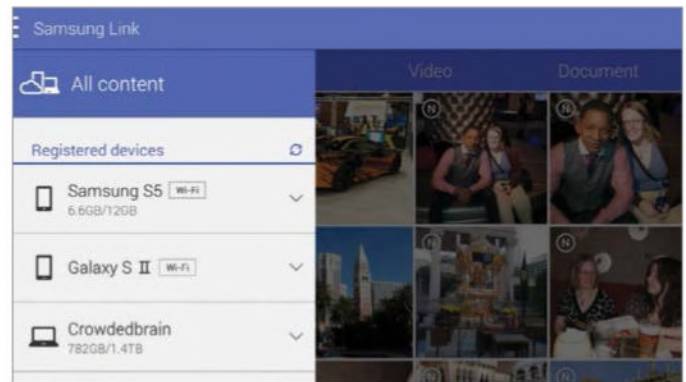 Samsung Link
All content
Video Document
Registered devices
Samsung S5 Wi-Fi
6.6GB/12GB
Galaxy S II Wi-Fi
Crowdedbrain
782GB/1.4TB
N
N
N
N
N
N